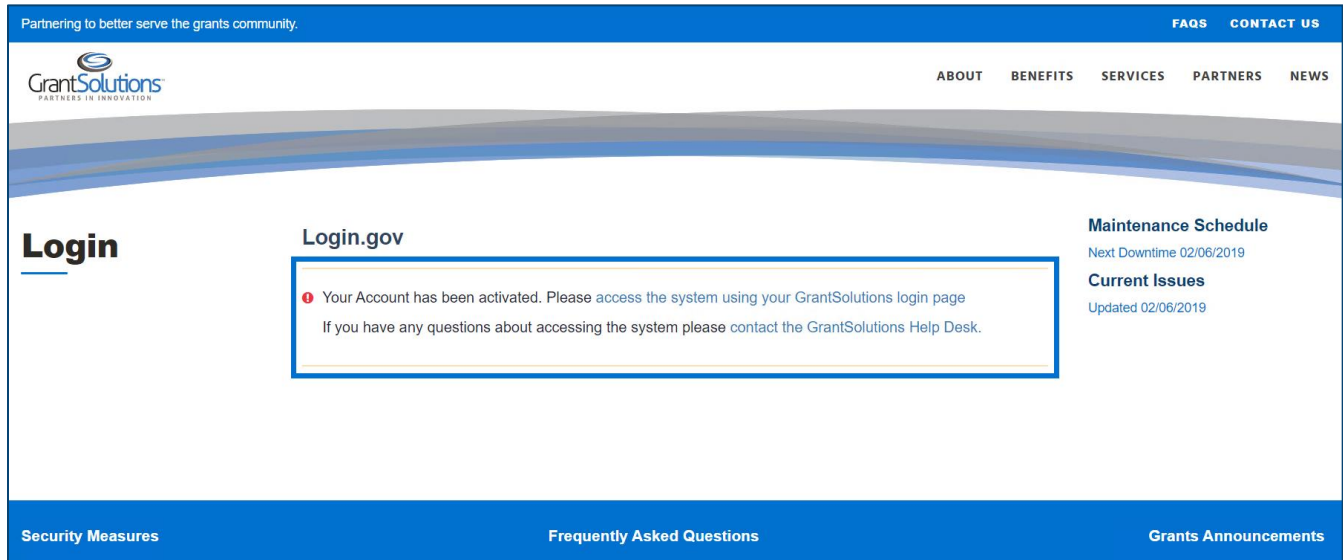 Partnering to better serve the grants community.
FAQS CONTACT US
GrantSolutions
PARTNERS IN INNOVATION
ABOUT BENEFITS SERVICES PARTNERS NEWS
Login
Login.gov
Your Account has been activated. Please access the system using your GrantSolutions login page
If you have any questions about accessing the system please contact the GrantSolutions Help Desk.
Maintenance Schedule
Next Downtime 02/06/2019
Current Issues
Updated 02/06/2019
Security Measures
Frequently Asked Questions
Grants Announcements